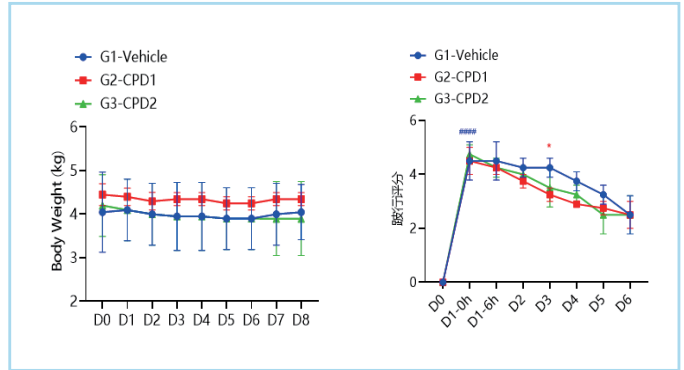 G1-Vehicle
G2-CPD1
G3-CPD2
Body Weight (kg)
6
5
4
3
2
D0 D1 D2 D3 D4 D5 D6 D7 D8
G1-Vehicle
G2-CPD1
G3-CPD2
跛行评分
6
4
2
0
####
*
D0 D1-0h D1-6h D2 D3 D4 D5 D6